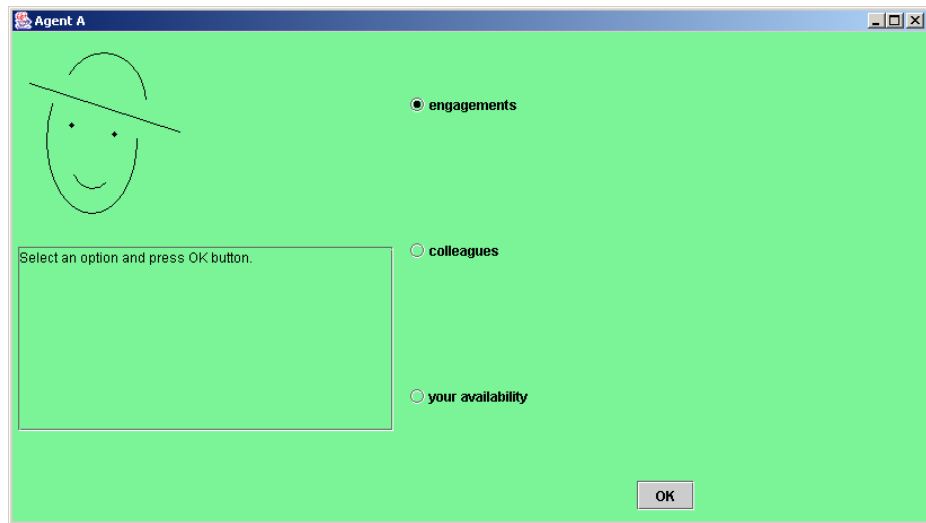 Agent A
engagements
colleagues
Select an option and press OK button.
your availability
OK